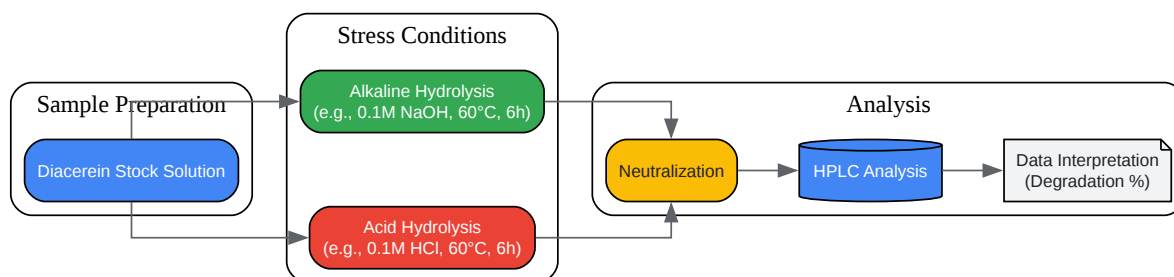 Sample Preparation
Diacerein Stock Solution
Stress Conditions
Alkaline Hydrolysis
(e.g., 0.1M NaOH, 60°C, 6h)
Acid Hydrolysis
(e.g., 0.1M HCl, 60°C, 6h)
Analysis
Neutralization
HPLC Analysis
Data Interpretation
(Degradation %)